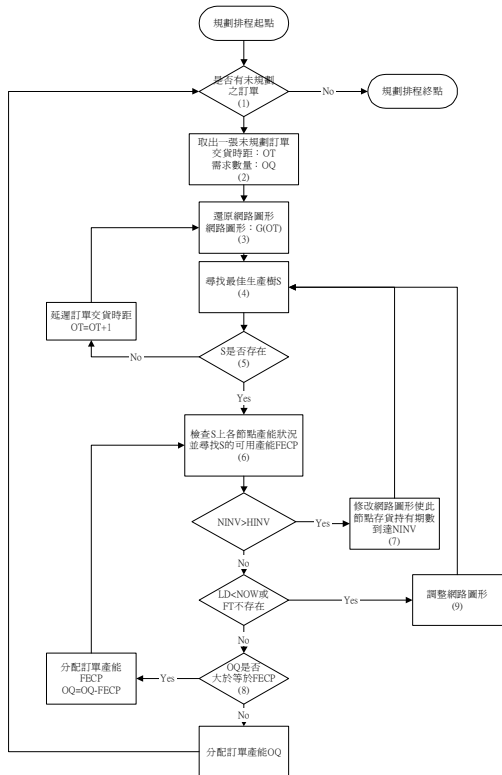 規劃排程起點
是否有未規劃
之訂單
(1)
No
規劃排程終點
取出一張未規劃訂單
交貨時距：OT
需求數量：OQ
(2)
還原網路圖形
網路圖形：G(OT)
(3)
尋找最佳生產樹S
(4)
延遲訂單交貨時距
OT=OT+1
S是否存在
(5)
No
Yes
檢查S上各節點產能狀況
並尋找S的可用產能FECP
(6)
NINV>HINV
Yes
修改網路圖形使此
節點存貨持有期數
到達NINV
(7)
No
LD<NOW或
FT不存在
Yes
調整網路圖形
(9)
No
分配訂單產能
FECP
OQ=OQ-FECP
Yes
OQ是否
大於等於FECP
(8)
No
分配訂單產能OQ